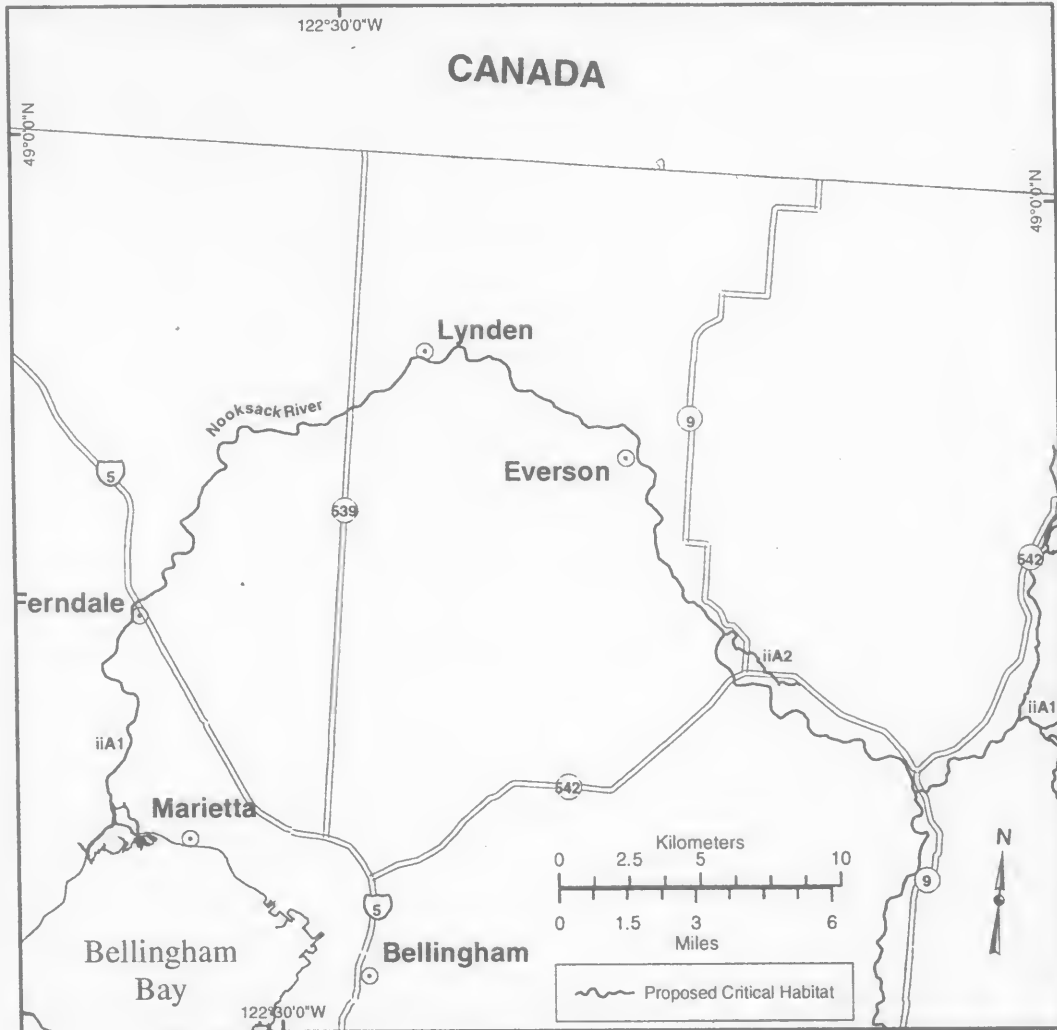 122°30'0"W
CANADA
49°0'0"N
49°0'0"N
Lynden
Nooksack River
9
Everson
5
539
542
Ferndale
iiA2
iiA1
iiA1
542
Marietta
Kilometers
0 2.5 5 10
0 1.5 3 6
Miles
N
9
5
Bellingham
Bellingham
Bay
Proposed Critical Habitat
122°30'0"W